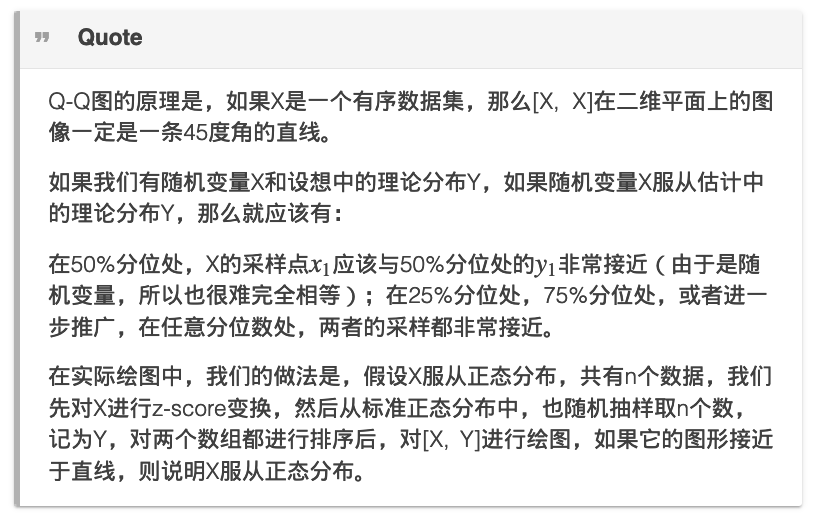 Quote
Q-Q图的原理是，如果X是一个有序数据集，那么[X, X]在二维平面上的图
像一定是一条45度角的直线。
如果我们有随机变量X和设想中的理论分布Y，如果随机变量X服从估计中
的理论分布Y，那么就应该有：
在50%分位处，X的采样点x₁应该与50%分位处的y₁非常接近（由于是随
机变量，所以也很难完全相等）；在25%分位处，75%分位处，或者进一
步推广，在任意分位数处，两者的采样都非常接近。
在实际绘图中，我们的做法是，假设X服从正态分布，共有n个数据，我们
先对X进行z-score变换，然后从标准正态分布中，也随机抽样取n个数，
记为Y，对两个数组都进行排序后，对[X, Y]进行绘图，如果它的图形接近
于直线，则说明X服从正态分布。